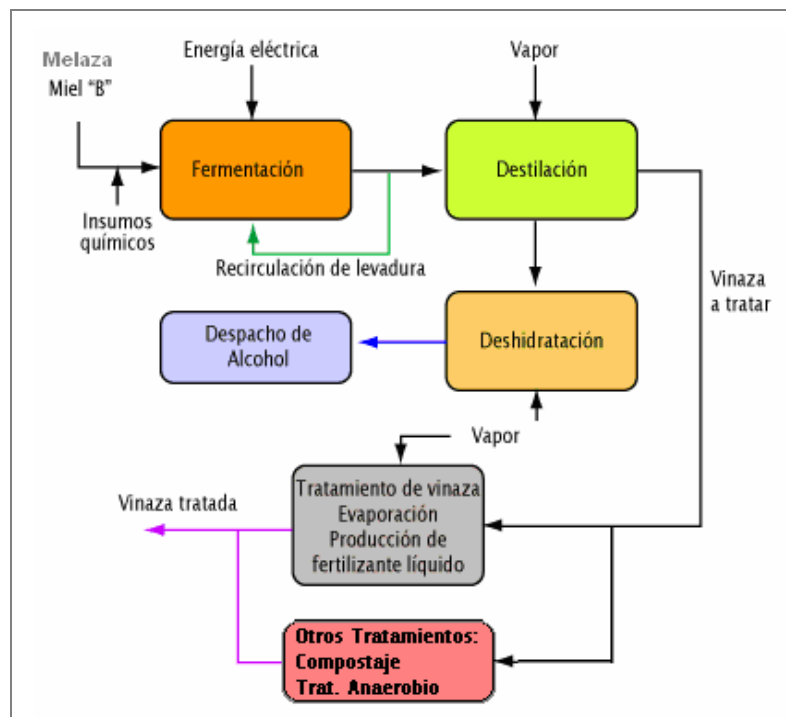 Energía eléctrica
Vapor
Melaza
Miel "B"
Fermentación
Destilación
Insumos
químicos
Recirculación de levadura
Vinaza
a tratar
Despacho de
Alcohol
Deshidratación
Vapor
Tratamiento de vinaza
Evaporación
Producción de
fertilizante líquido
Vinaza tratada
Otros Tratamientos:
Compostaje
Trat. Anaerobio